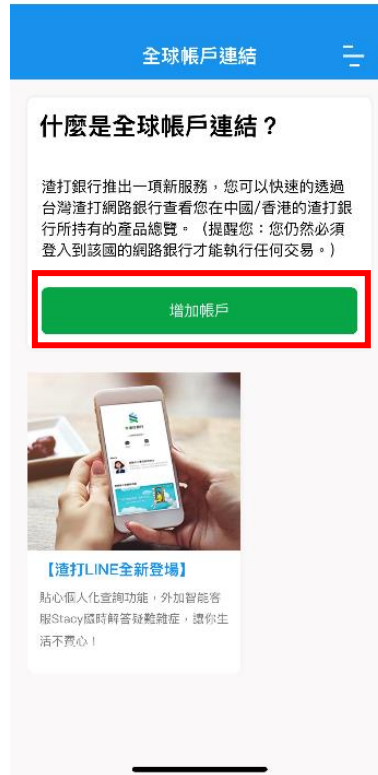 全球帳戶連結
什麼是全球帳戶連結？
渣打銀行推出一項新服務，您可以快速的透過
台灣渣打網路銀行查看您在中國/香港的渣打銀
行所持有的產品總覽。（提醒您：您仍然必須
登入到該國的網路銀行才能執行任何交易。）
增加帳戶
【渣打LINE全新登場】
貼心個人化查詢功能，外加智能客
服Stacy隨時解答疑難雜症，讓你生
活不費心！